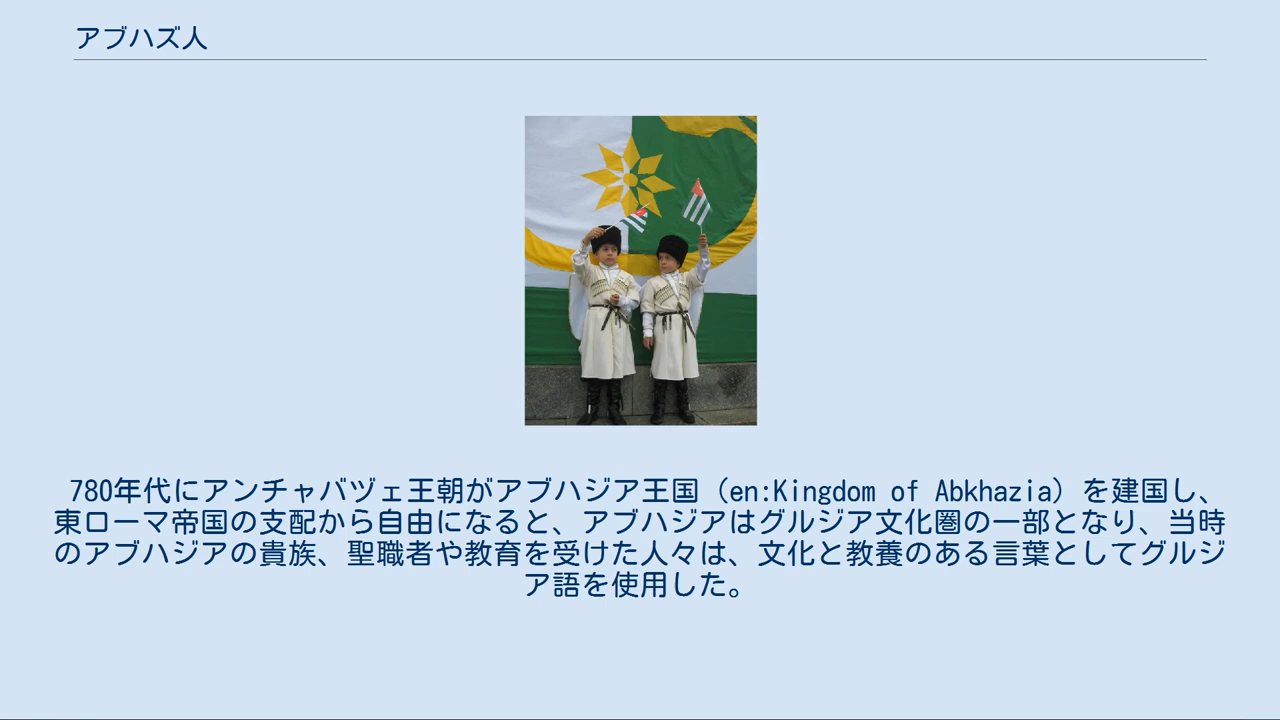 アブハズ人
780年代にアンチャバヅェ王朝がアブハジア王国（en:Kingdom of Abkhazia）を建国し、
東ローマ帝国の支配から自由になると、アブハジアはグルジア文化圏の一部となり、当時
のアブハジアの貴族、聖職者や教育を受けた人々は、文化と教養のある言葉としてグルジ
ア語を使用した。